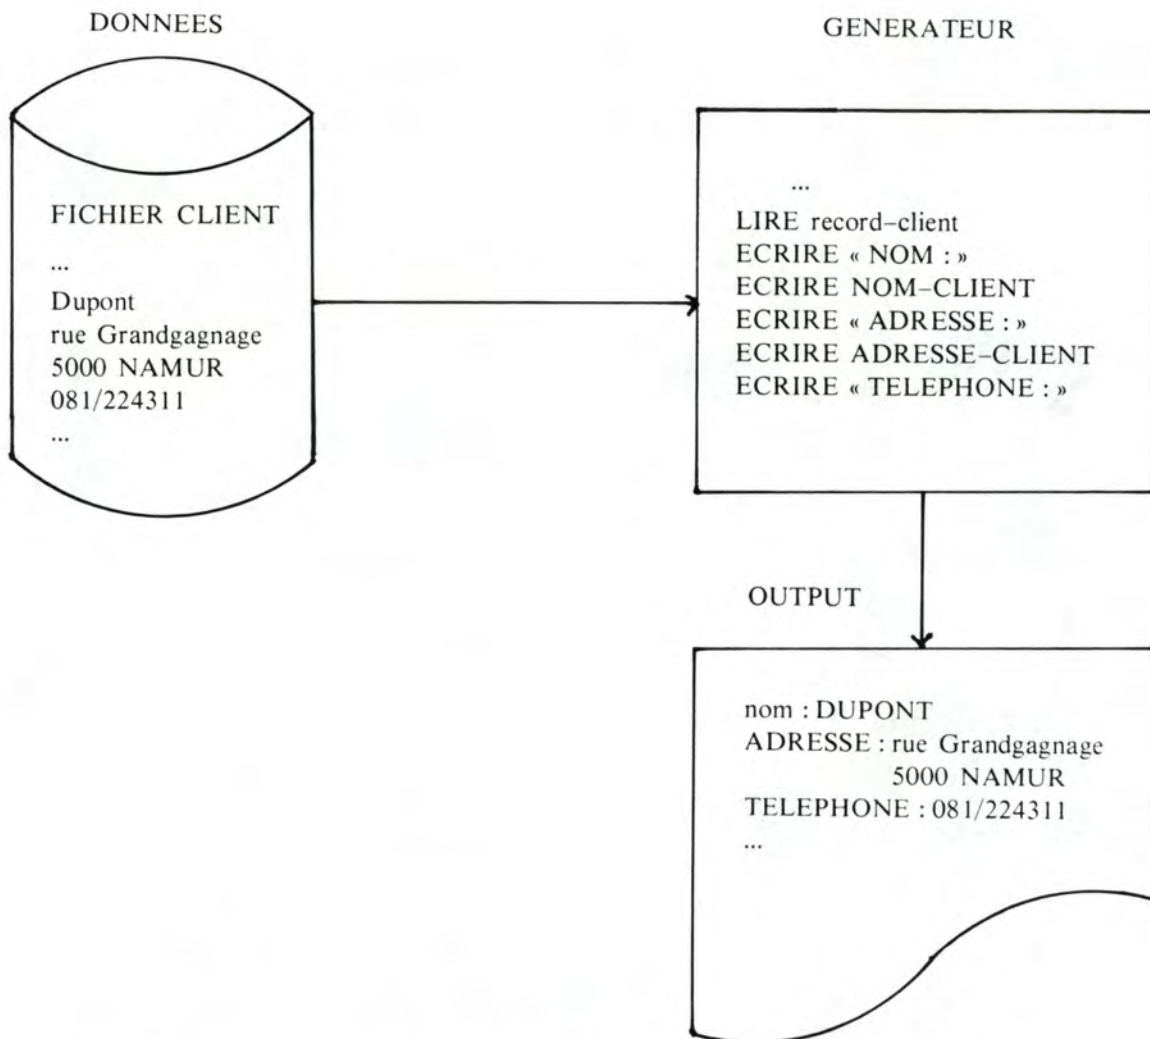 DONNEES
FICHIER CLIENT
...
Dupont
rue Grandgagnage
5000 NAMUR
081/224311
...
GENERATEUR
...
LIRE record–client
ECRIRE « NOM : »
ECRIRE NOM–CLIENT
ECRIRE « ADRESSE : »
ECRIRE ADRESSE–CLIENT
ECRIRE « TELEPHONE : »
OUTPUT
nom : DUPONT
ADRESSE : rue Grandgagnage
5000 NAMUR
TELEPHONE : 081/224311
...